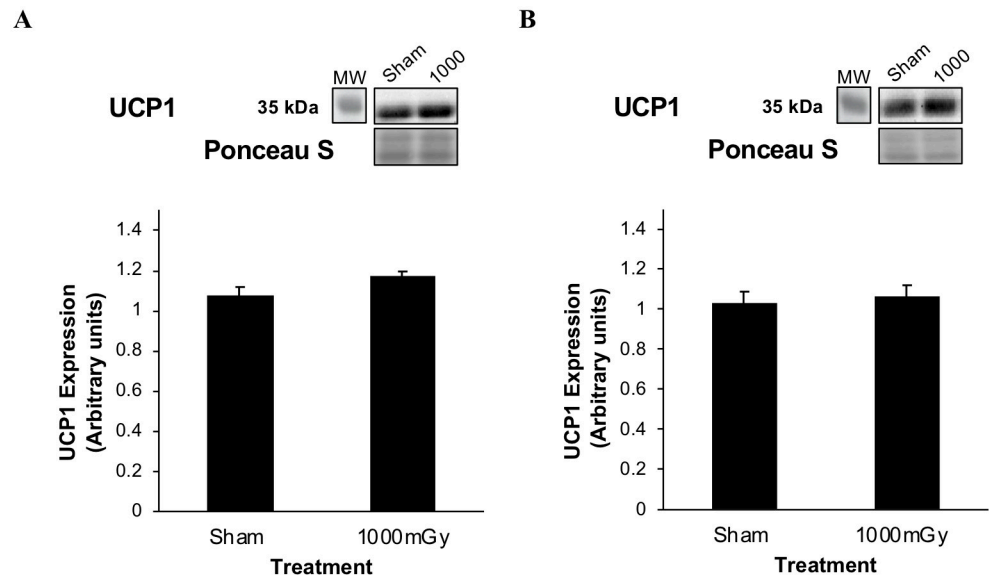 A
MW Sham 1000
UCP1 35 kDa
Ponceau S
1.4
1.2
1
0.8
0.6
0.4
0.2
0
UCP1 Expression
(Arbitrary units)
Sham 1000mGy
Treatment
B
MW Sham 1000
UCP1 35 kDa
Ponceau S
1.4
1.2
1
0.8
0.6
0.4
0.2
0
UCP1 Expression
(Arbitrary units)
Sham 1000mGy
Treatment